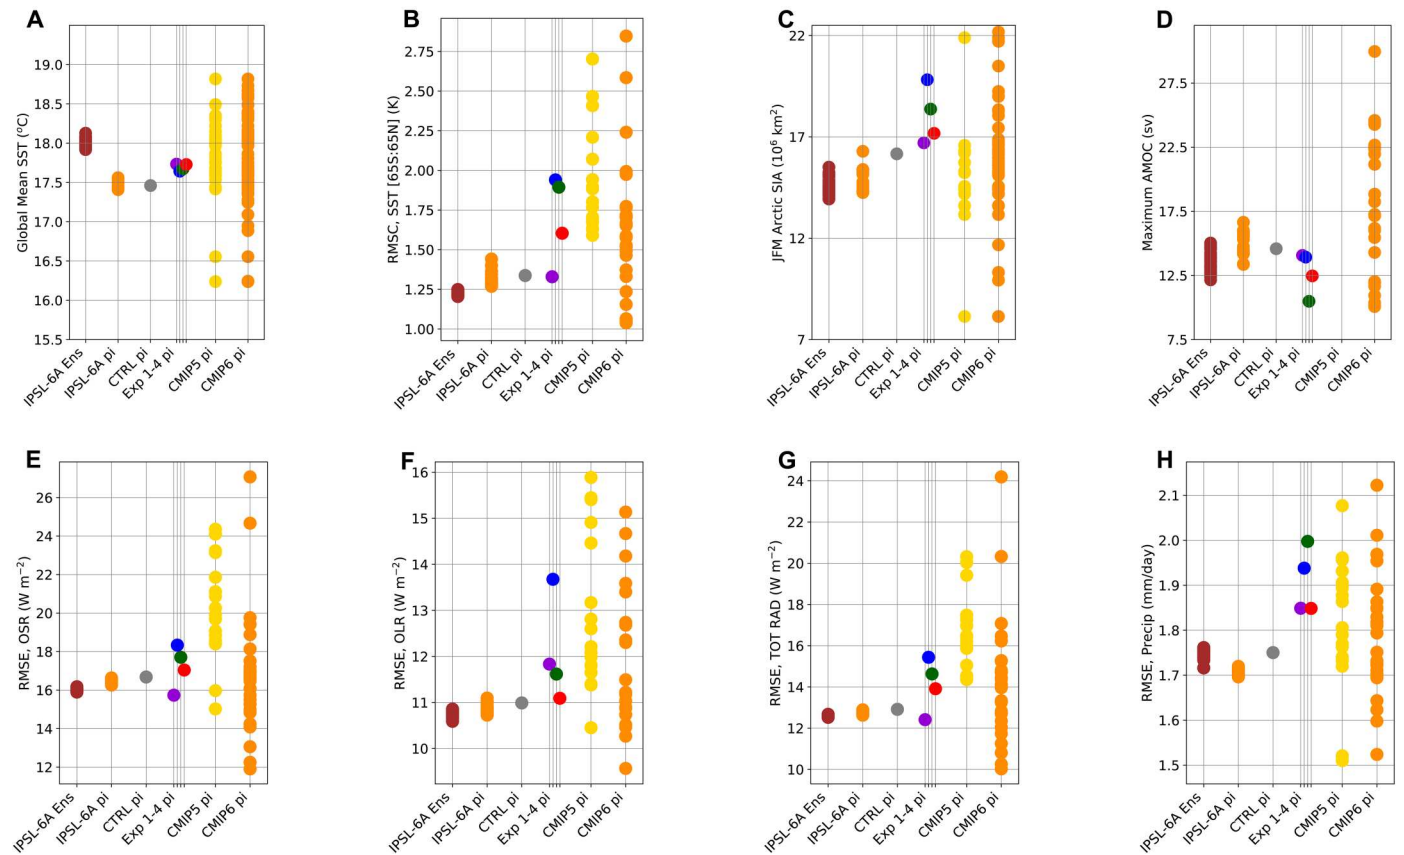 A
Global Mean SST (°C)
19.0
18.5
18.0
17.5
17.0
16.5
16.0
15.5
IPSL-6A Ens
IPSL-6A pi
CTRL pi
Exp 1-4 pi
CMIP5 pi
CMIP6 pi
B
RMSC, SST [65S:65N] (K)
2.75
2.50
2.25
2.00
1.75
1.50
1.25
1.00
IPSL-6A Ens
IPSL-6A pi
CTRL pi
Exp 1-4 pi
CMIP5 pi
CMIP6 pi
C
JFM Arctic SIA (10⁶ km²)
22
17
12
7
IPSL-6A Ens
IPSL-6A pi
CTRL pi
Exp 1-4 pi
CMIP5 pi
CMIP6 pi
D
Maximum AMOC (sv)
27.5
22.5
17.5
12.5
7.5
IPSL-6A Ens
IPSL-6A pi
CTRL pi
Exp 1-4 pi
CMIP5 pi
CMIP6 pi
E
RMSE, OSR (W m⁻²)
26
24
22
20
18
16
14
12
IPSL-6A Ens
IPSL-6A pi
CTRL pi
Exp 1-4 pi
CMIP5 pi
CMIP6 pi
F
RMSE, OLR (W m⁻²)
16
15
14
13
12
11
10
IPSL-6A Ens
IPSL-6A pi
CTRL pi
Exp 1-4 pi
CMIP5 pi
CMIP6 pi
G
RMSE, TOT RAD (W m⁻²)
24
22
20
18
16
14
12
10
IPSL-6A Ens
IPSL-6A pi
CTRL pi
Exp 1-4 pi
CMIP5 pi
CMIP6 pi
H
RMSE, Precip (mm/day)
2.1
2.0
1.9
1.8
1.7
1.6
1.5
IPSL-6A Ens
IPSL-6A pi
CTRL pi
Exp 1-4 pi
CMIP5 pi
CMIP6 pi